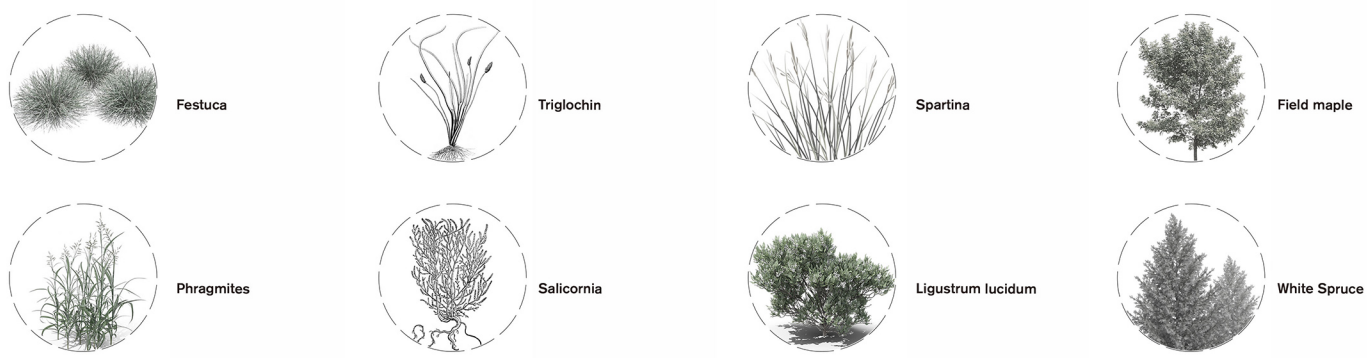 Festuca
Triglochin
Spartina
Field maple
Phragmites
Salicornia
Ligustrum lucidum
White Spruce